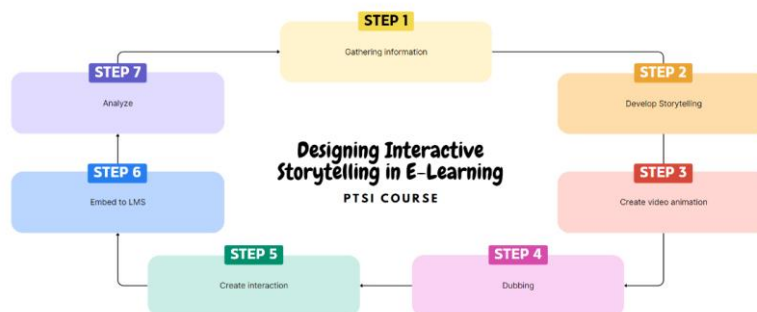 STEP 1
Gathering information
STEP 2
Develop Storytelling
STEP 3
Create video animation
STEP 4
Dubbing
STEP 5
Create interaction
STEP 6
Embed to LMS
STEP 7
Analyze
Designing Interactive
Storytelling in E-Learning
PTSI COURSE